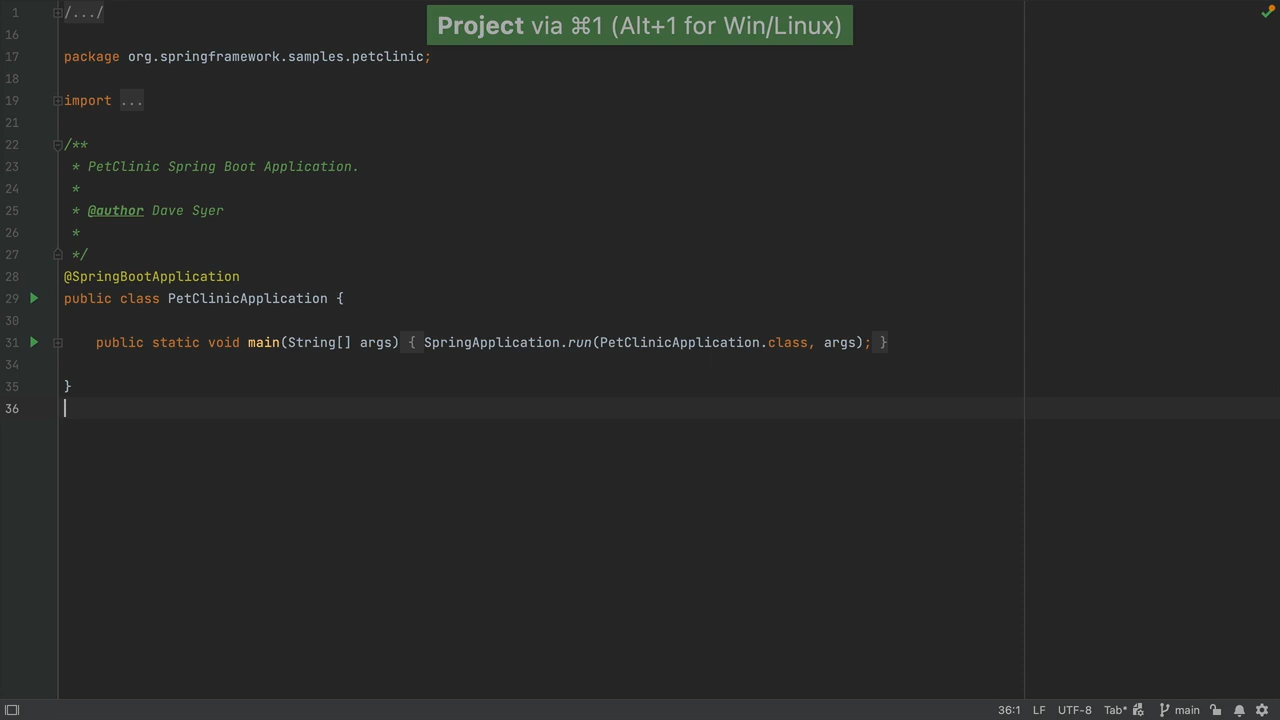 Project via ⌘1 (Alt+1 for Win/Linux)
1 /.../
16
17 package org.springframework.samples.petclinic;
18
19 import ...
21
22 /**
23 * PetClinic Spring Boot Application.
24 *
25 * @author Dave Syer
26 *
27 */
28 @SpringBootApplication
29 public class PetClinicApplication {
30
31 public static void main(String[] args) { SpringApplication.run(PetClinicApplication.class, args); }
34
35 }
36
36:1 LF UTF-8 Tab* main